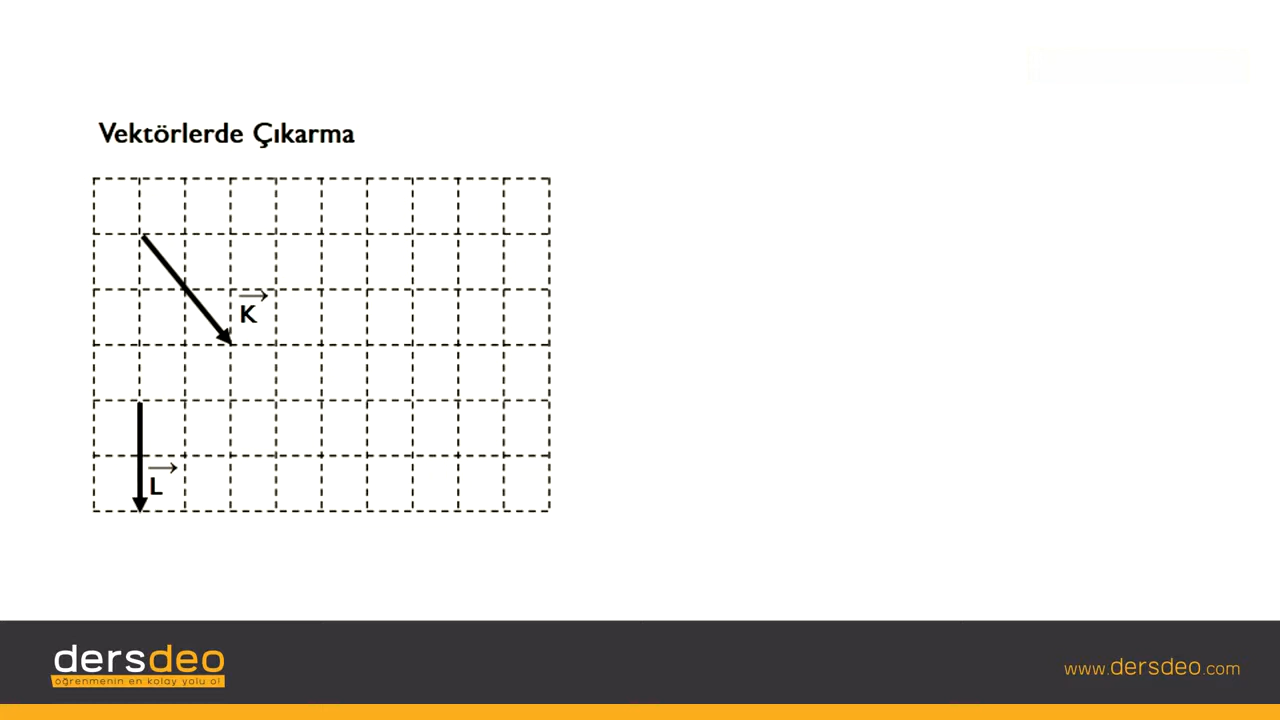 Vektörlerde Çıkarma
K
L
dersdeo
öğrenmenin en kolay yolu ol
www.dersdeo.com